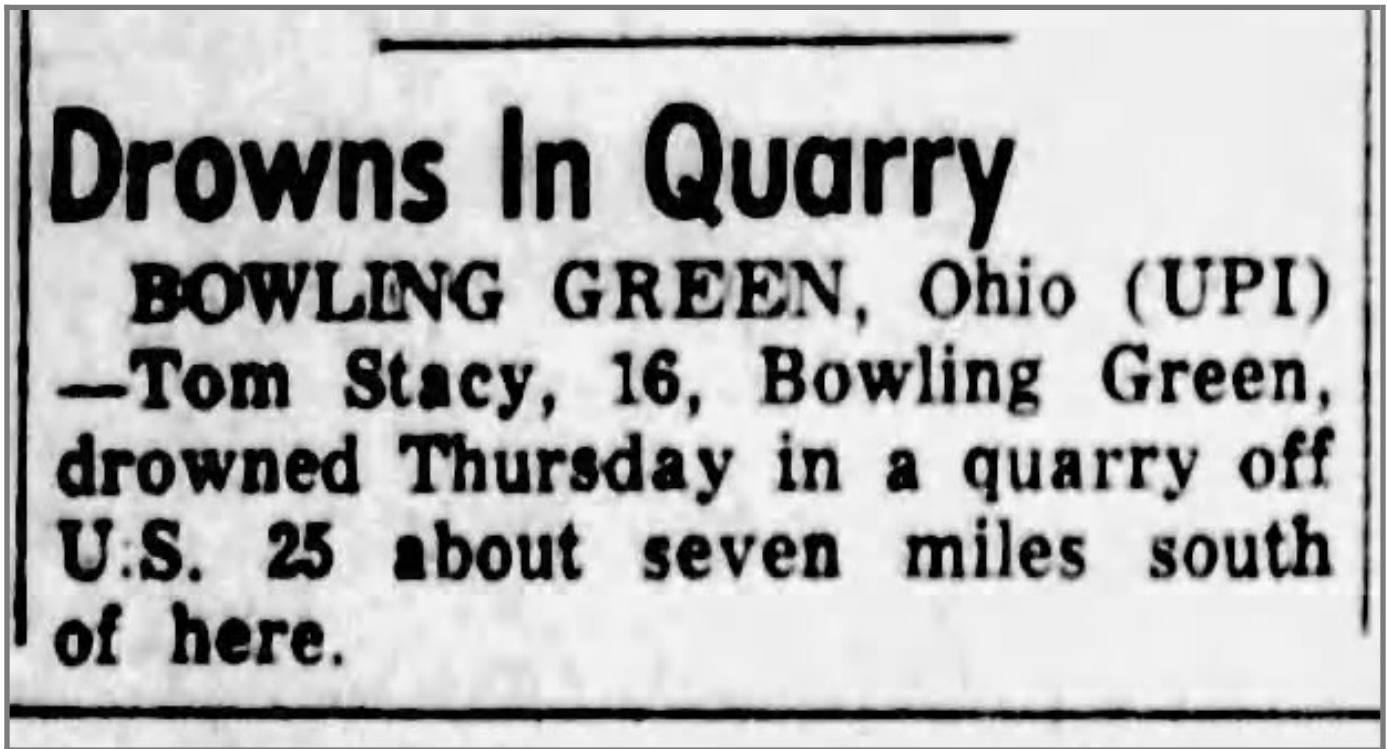 Drowns In Quarry
BOWLING GREEN, Ohio (UPI)
—Tom Stacy, 16, Bowling Green,
drowned Thursday in a quarry off
U.S. 25 about seven miles south
of here.